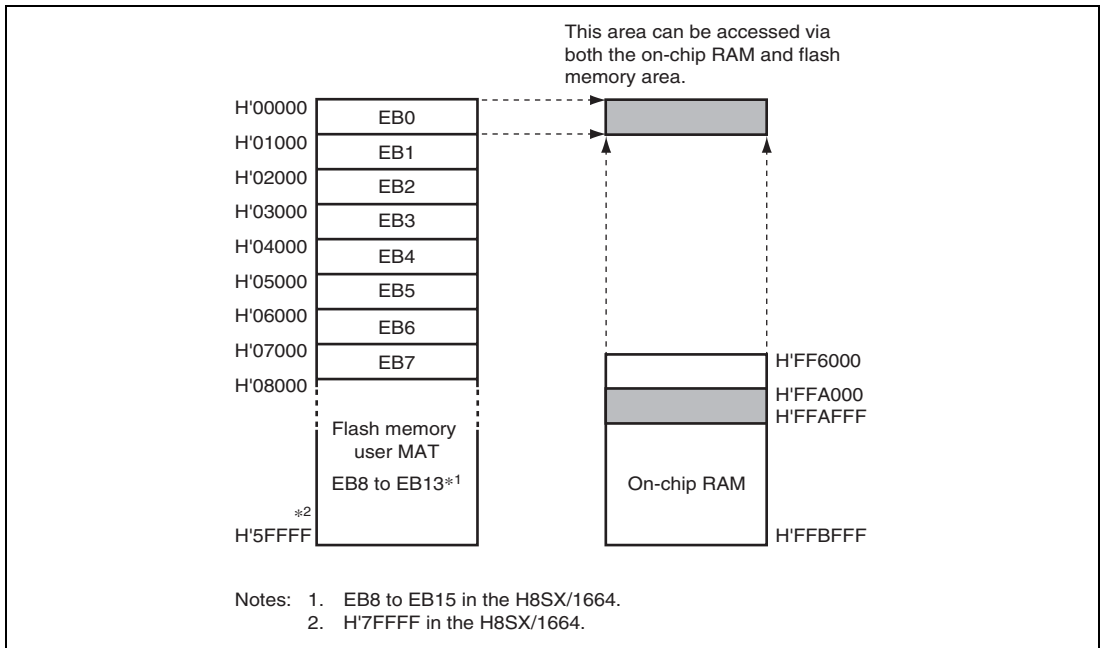 This area can be accessed via
both the on-chip RAM and flash
memory area.
H'00000
EB0
H'01000
EB1
H'02000
EB2
H'03000
EB3
H'04000
EB4
H'05000
EB5
H'06000
EB6
H'07000
EB7
H'08000
Flash memory
user MAT
EB8 to EB13*1
*2
H'5FFFF
H'FF6000
H'FFA000
H'FFAFFF
On-chip RAM
H'FFBFFF
Notes: 1. EB8 to EB15 in the H8SX/1664.
2. H'7FFFF in the H8SX/1664.